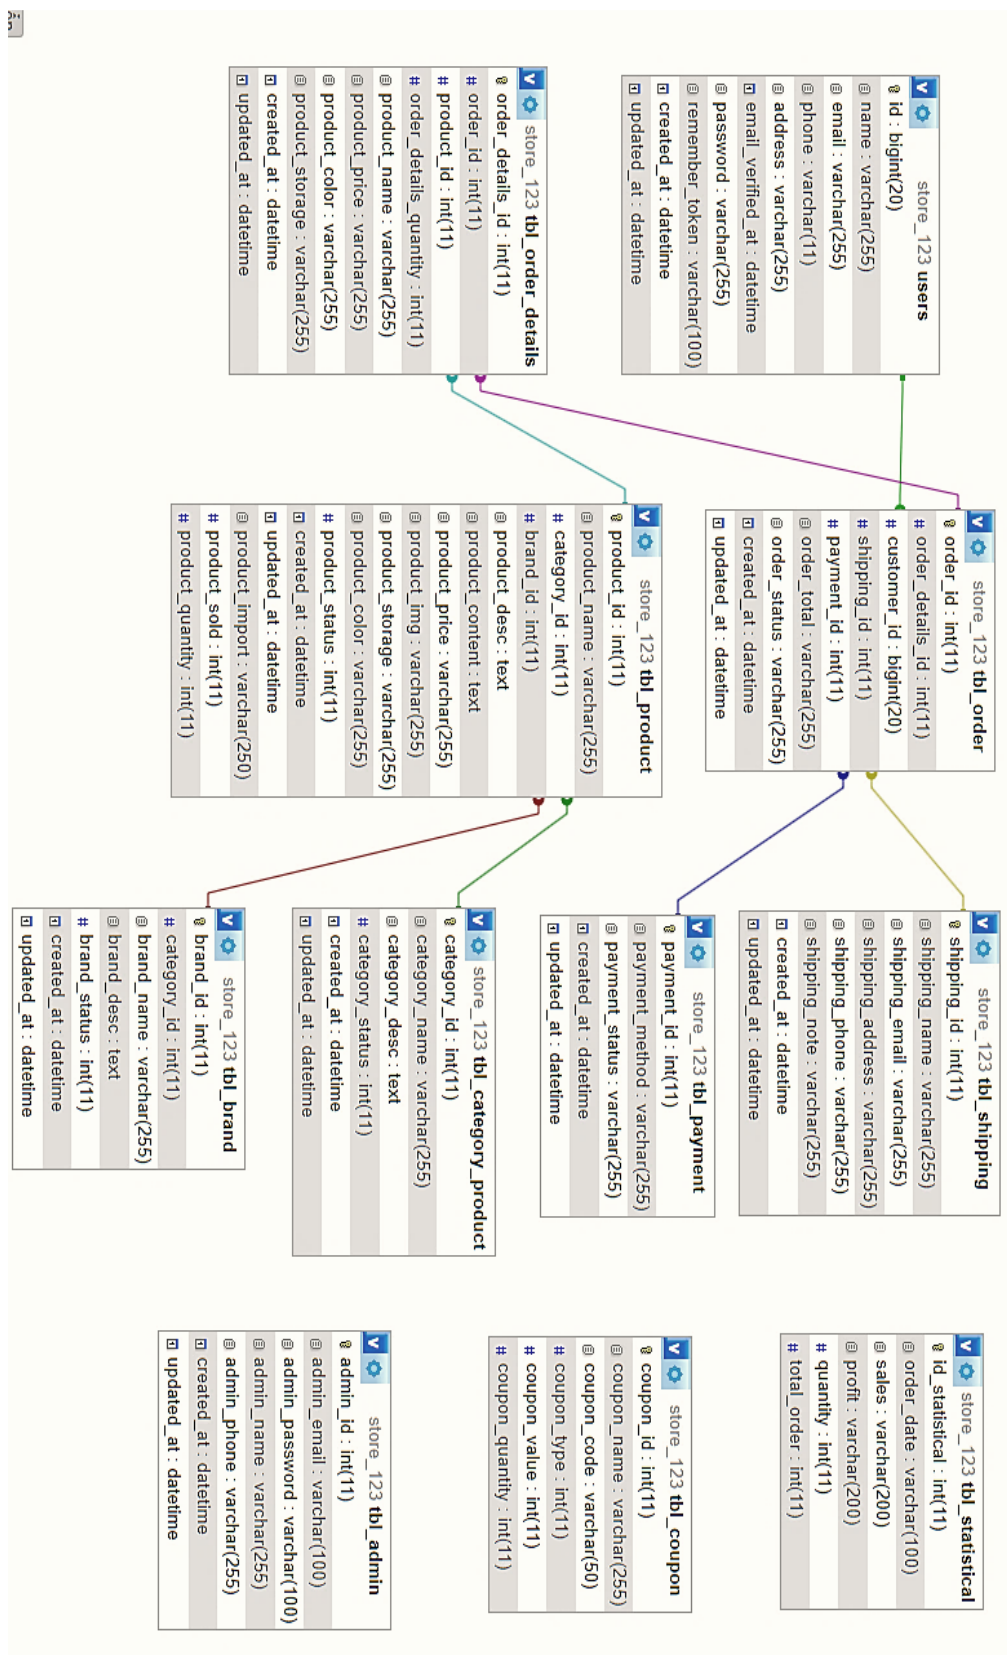 store_123 users
id : bigint(20)
name : varchar(255)
email : varchar(255)
phone : varchar(11)
address : varchar(255)
email_verified_at : datetime
password : varchar(255)
remember_token : varchar(100)
created_at : datetime
updated_at : datetime
store_123 tbl_order_details
order_details_id : int(11)
order_id : int(11)
product_id : int(11)
order_details_quantity : int(11)
product_name : varchar(255)
product_price : varchar(255)
product_color : varchar(255)
product_storage : varchar(255)
created_at : datetime
updated_at : datetime
store_123 tbl_order
order_id : int(11)
order_details_id : int(11)
customer_id : bigint(20)
shipping_id : int(11)
payment_id : int(11)
order_total : varchar(255)
order_status : varchar(255)
created_at : datetime
updated_at : datetime
store_123 tbl_product
product_id : int(11)
product_name : varchar(255)
category_id : int(11)
brand_id : int(11)
product_desc : text
product_content : text
product_price : varchar(255)
product_img : varchar(255)
product_storage : varchar(255)
product_color : varchar(255)
product_status : int(11)
created_at : datetime
updated_at : datetime
product_import : varchar(250)
product_sold : int(11)
product_quantity : int(11)
store_123 tbl_shipping
shipping_id : int(11)
shipping_name : varchar(255)
shipping_email : varchar(255)
shipping_address : varchar(255)
shipping_phone : varchar(255)
shipping_note : varchar(255)
created_at : datetime
updated_at : datetime
store_123 tbl_payment
payment_id : int(11)
payment_method : varchar(255)
payment_status : varchar(255)
created_at : datetime
updated_at : datetime
store_123 tbl_category_product
category_id : int(11)
category_name : varchar(255)
category_desc : text
category_status : int(11)
created_at : datetime
updated_at : datetime
store_123 tbl_brand
brand_id : int(11)
category_id : int(11)
brand_name : varchar(255)
brand_desc : text
brand_status : int(11)
created_at : datetime
updated_at : datetime
store_123 tbl_statistical
id_statistical : int(11)
order_date : varchar(100)
sales : varchar(200)
profit : varchar(200)
quantity : int(11)
total_order : int(11)
store_123 tbl_coupon
coupon_id : int(11)
coupon_name : varchar(255)
coupon_code : varchar(50)
coupon_type : int(11)
coupon_value : int(11)
coupon_quantity : int(11)
store_123 tbl_admin
admin_id : int(11)
admin_email : varchar(100)
admin_password : varchar(100)
admin_name : varchar(255)
admin_phone : varchar(255)
created_at : datetime
updated_at : datetime